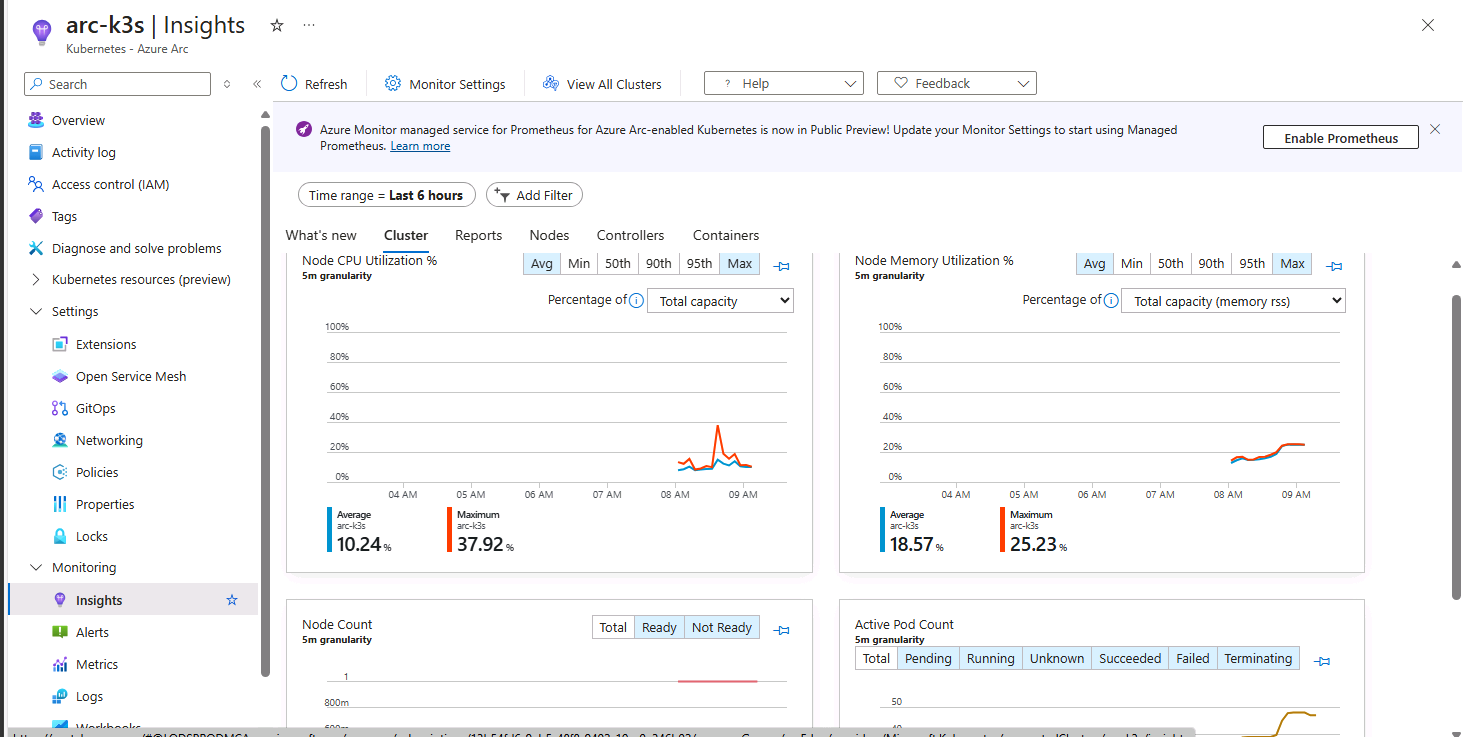 arc-k3s | Insights
Kubernetes - Azure Arc
Search
Refresh
Monitor Settings
View All Clusters
? Help
Feedback
Overview
Activity log
Access control (IAM)
Tags
Diagnose and solve problems
Kubernetes resources (preview)
Settings
Extensions
Open Service Mesh
GitOps
Networking
Policies
Properties
Locks
Monitoring
Insights
Alerts
Metrics
Logs
Workbooks
Azure Monitor managed service for Prometheus for Azure Arc-enabled Kubernetes is now in Public Preview! Update your Monitor Settings to start using Managed
Prometheus. Learn more
Enable Prometheus
Time range = Last 6 hours
Add Filter
What's new Cluster Reports Nodes Controllers Containers
Node CPU Utilization %
5m granularity
Avg Min 50th 90th 95th Max
Percentage of Total capacity
100%
80%
60%
40%
20%
0%
04 AM 05 AM 06 AM 07 AM 08 AM 09 AM
Average
arc-k3s
10.24 %
Maximum
arc-k3s
37.92 %
Node Memory Utilization %
5m granularity
Avg Min 50th 90th 95th Max
Percentage of Total capacity (memory rss)
100%
80%
60%
40%
20%
0%
04 AM 05 AM 06 AM 07 AM 08 AM 09 AM
Average
arc-k3s
18.57 %
Maximum
arc-k3s
25.23 %
Node Count
5m granularity
Total Ready Not Ready
1
800m
Active Pod Count
5m granularity
Total Pending Running Unknown Succeeded Failed Terminating
50